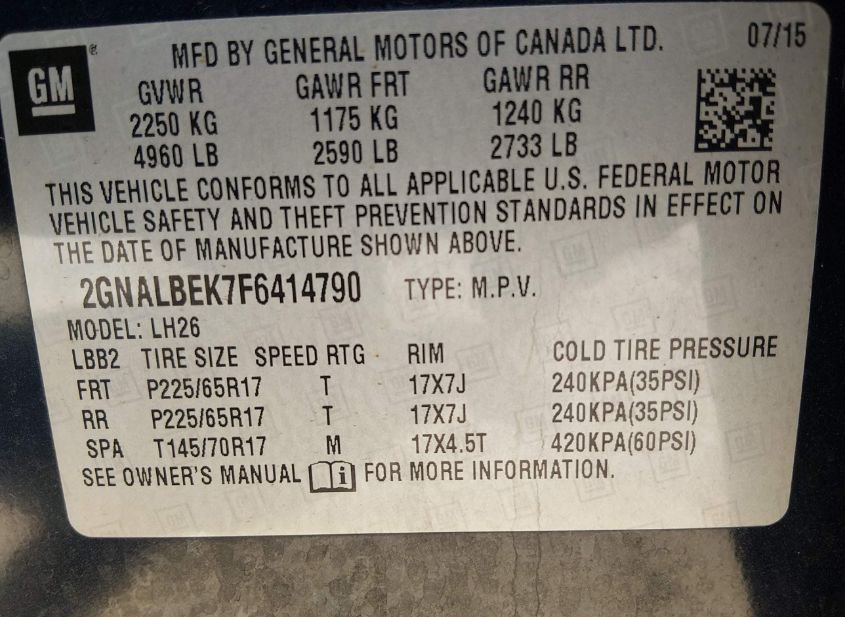 GM ® MFD BY GENERAL MOTORS OF CANADA LTD. 07/15
GVWR GAWR FRT GAWR RR
2250 KG 1175 KG 1240 KG
4960 LB 2590 LB 2733 LB
THIS VEHICLE CONFORMS TO ALL APPLICABLE U.S. FEDERAL MOTOR
VEHICLE SAFETY AND THEFT PREVENTION STANDARDS IN EFFECT ON
THE DATE OF MANUFACTURE SHOWN ABOVE.
2GNALBEK7F6414790 TYPE: M.P.V.
MODEL: LH26
LBB2 TIRE SIZE SPEED RTG RIM COLD TIRE PRESSURE
FRT P225/65R17 T 17X7J 240KPA(35PSI)
RR P225/65R17 T 17X7J 240KPA(35PSI)
SPA T145/70R17 M 17X4.5T 420KPA(60PSI)
SEE OWNER'S MANUAL i FOR MORE INFORMATION.